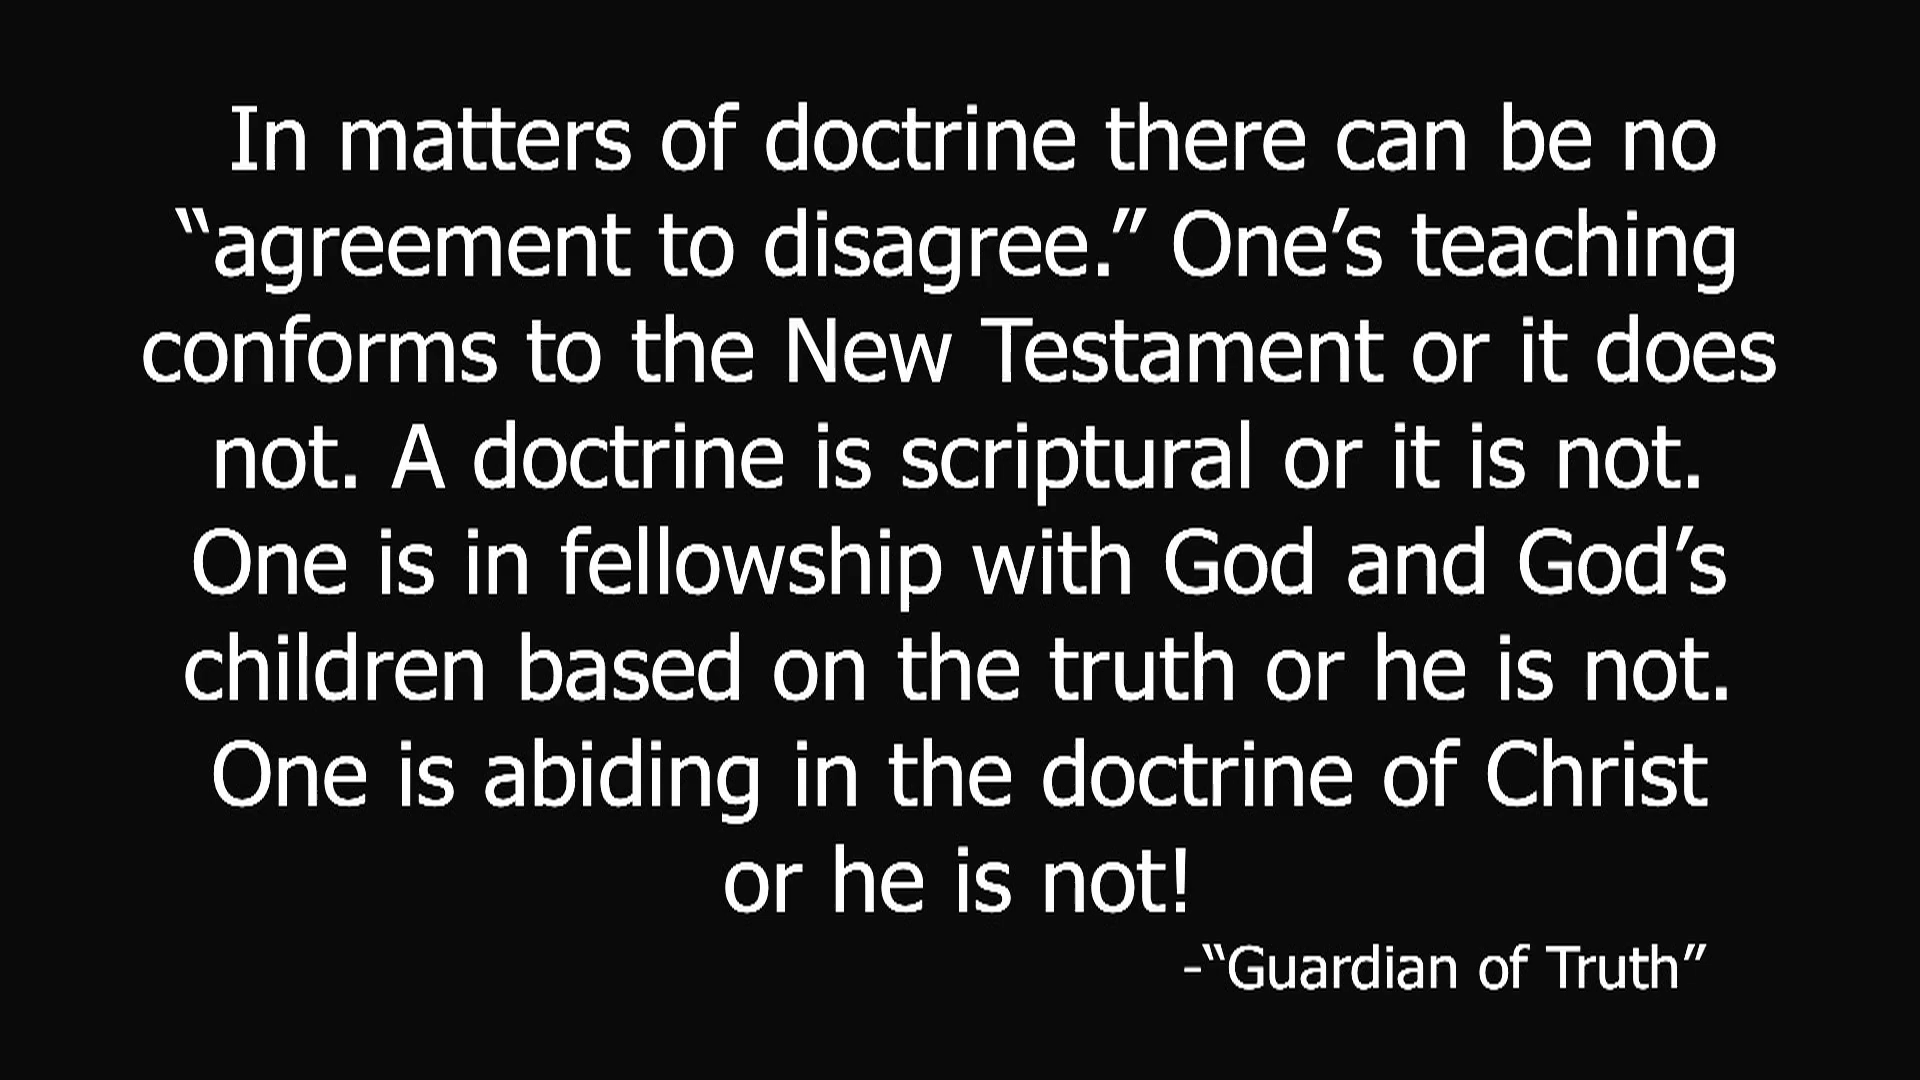 In matters of doctrine there can be no
“agreement to disagree.” One’s teaching
conforms to the New Testament or it does
not. A doctrine is scriptural or it is not.
One is in fellowship with God and God’s
children based on the truth or he is not.
One is abiding in the doctrine of Christ
or he is not!
-“Guardian of Truth”